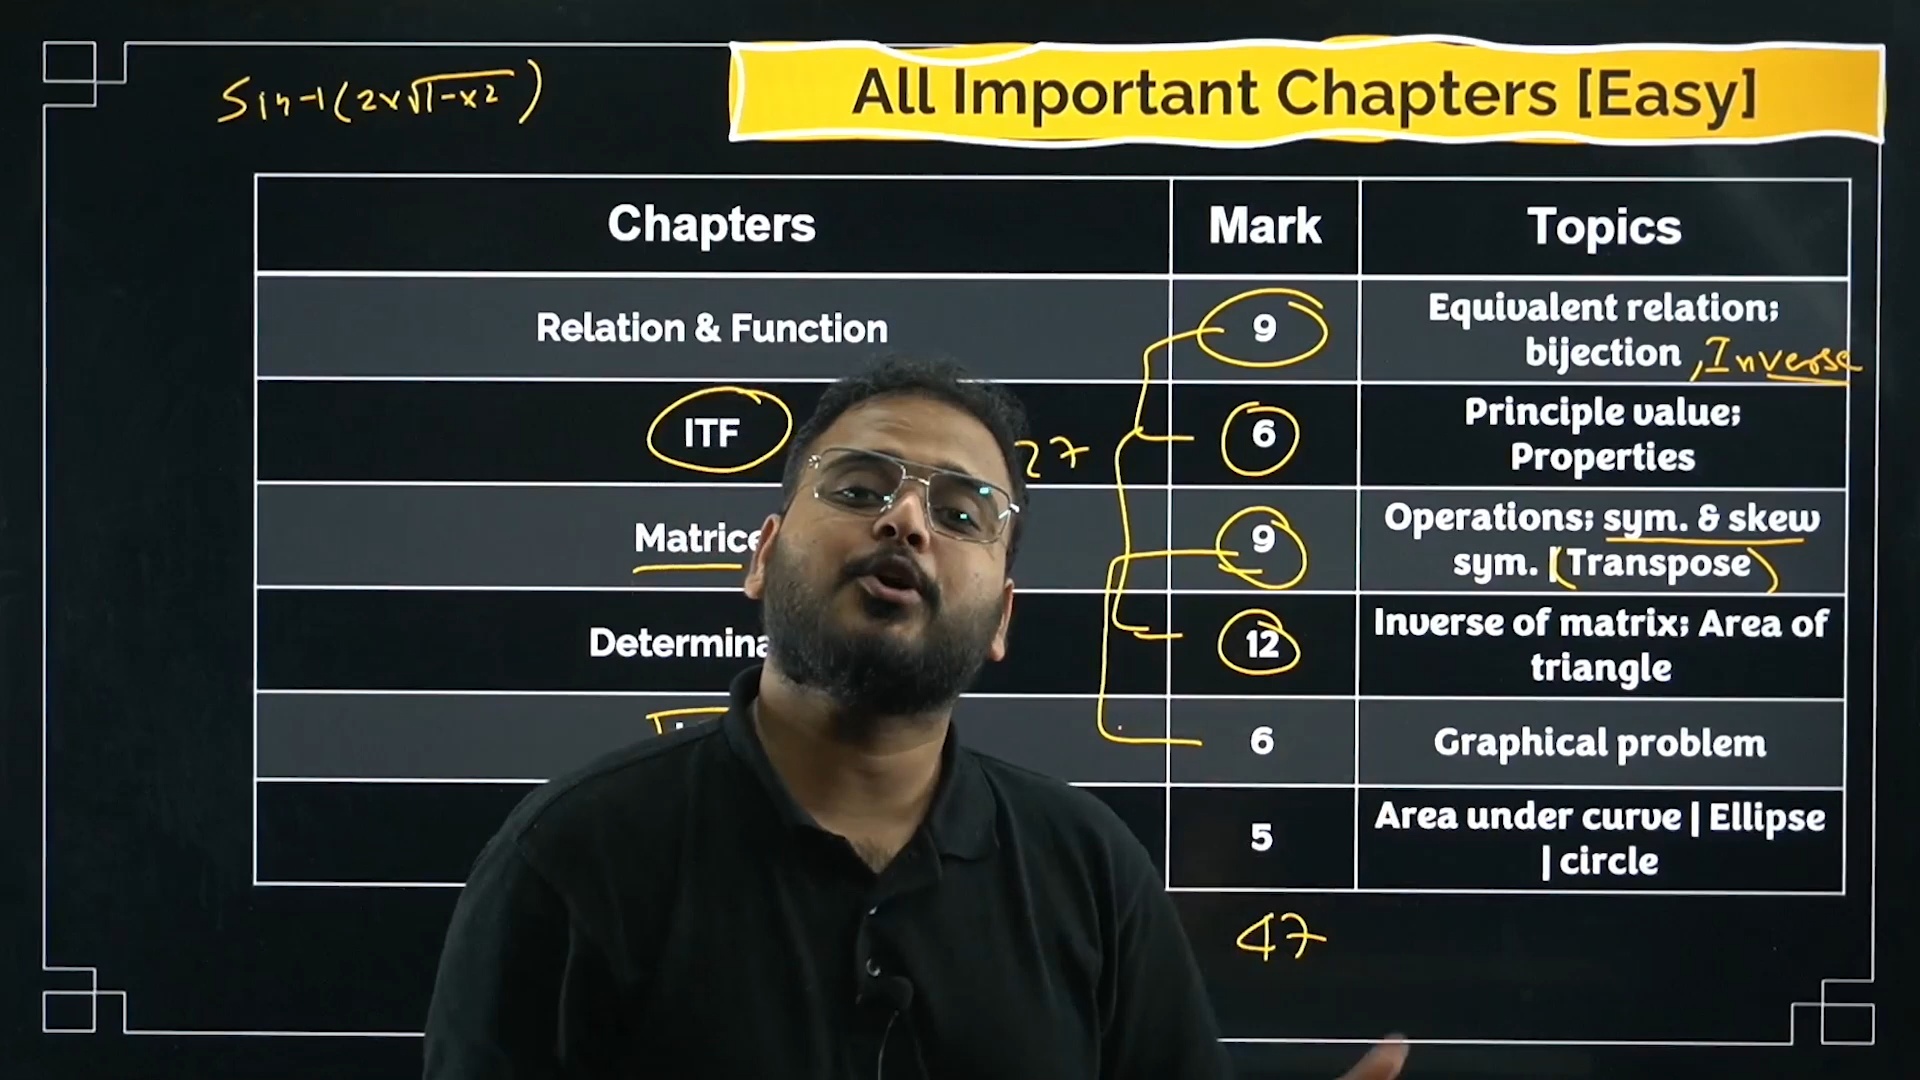 Sin-1(2x√1-x2)
All Important Chapters [Easy]
Chapters
Mark
Topics
Relation & Function
9
Equivalent relation;
bijection ,Inverse
ITF
27
6
Principle value;
Properties
Matrice
9
Operations; sym. & skew
sym. | (Transpose)
Determina
12
Inverse of matrix; Area of
triangle
6
Graphical problem
5
Area under curve | Ellipse
| circle
47